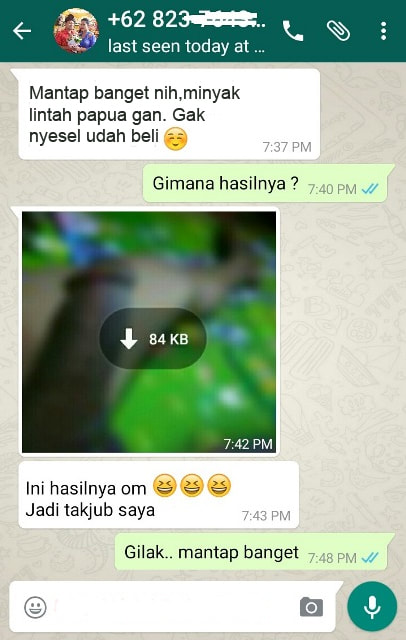 +62 823
last seen today at ...
Mantap banget nih,minyak
lintah papua gan. Gak
nyesel udah beli
7:37 PM
Gimana hasilnya ?
7:40 PM
84 KB
7:42 PM
Ini hasilnya om
Jadi takjub saya
7:43 PM
Gilak.. mantap banget
7:48 PM